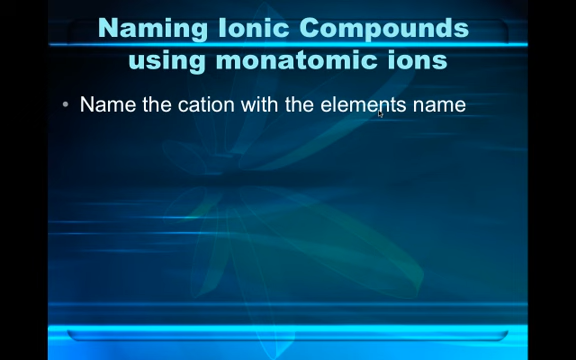 Naming Ionic Compounds
using monatomic ions
• Name the cation with the elements name